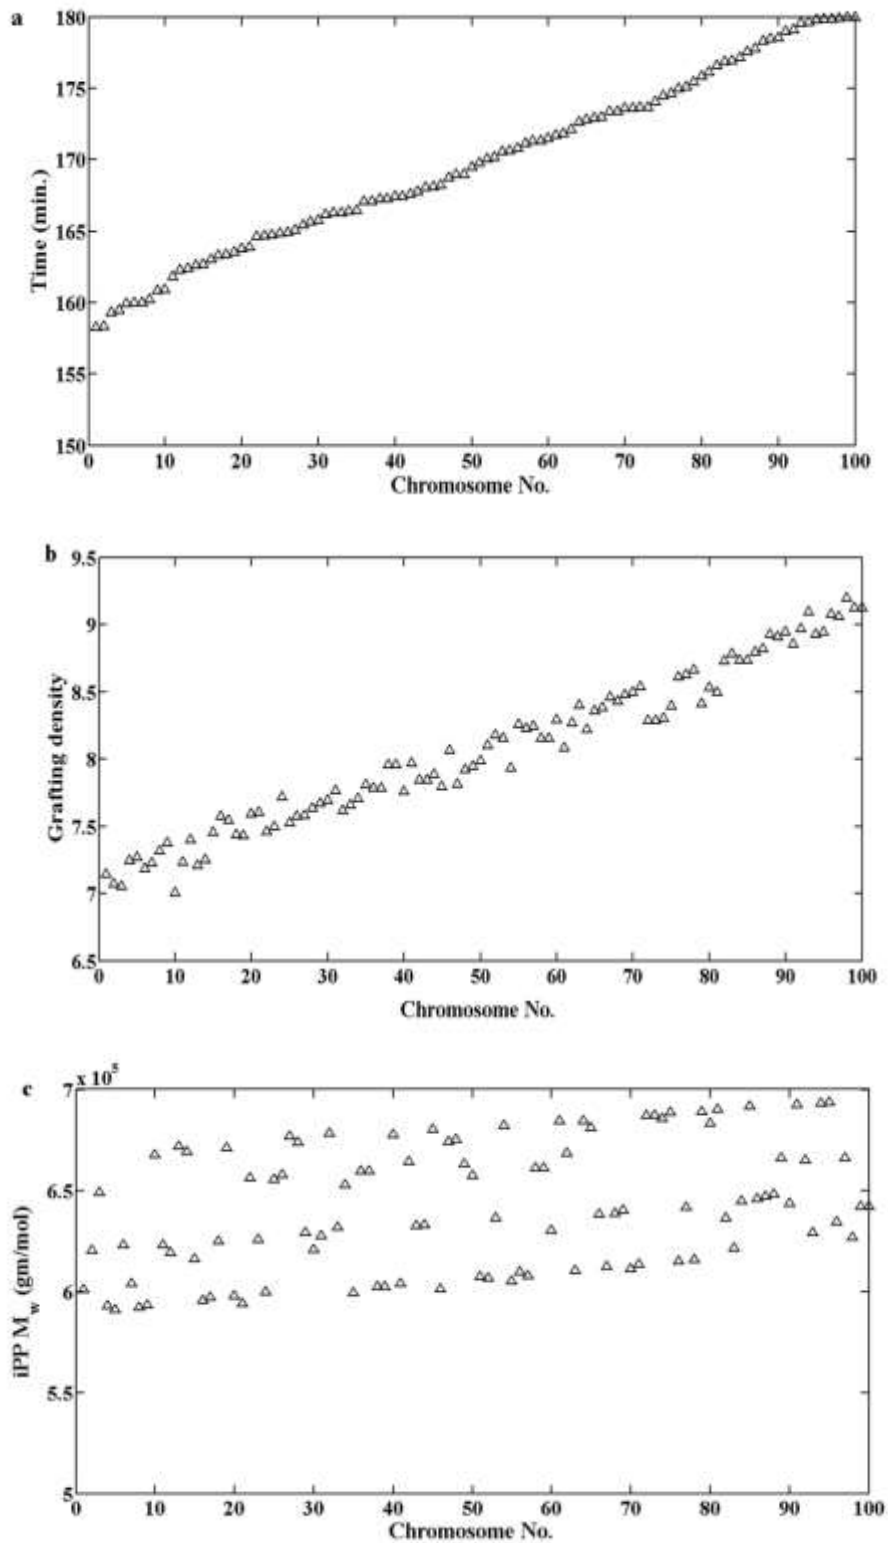 a
180
175
170
165
160
155
150
Time (min.)
0 10 20 30 40 50 60 70 80 90 100
Chromosome No.
b
9.5
9
8.5
8
7.5
7
6.5
Grafting density
0 10 20 30 40 50 60 70 80 90 100
Chromosome No.
c
x 10^5
7
6.5
6
5.5
5
iPP M_w (gm/mol)
0 10 20 30 40 50 60 70 80 90 100
Chromosome No.